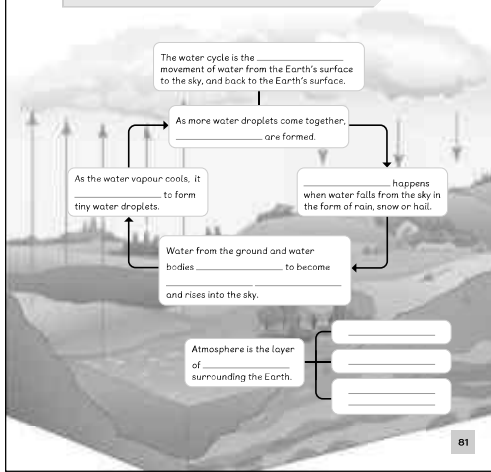 The water cycle is the ____________
movement of water from the Earth's surface
to the sky, and back to the Earth's surface.
As more water droplets come together,
____________ are formed.
As the water vapour cools, it
____________ to form
tiny water droplets.
____________ happens
when water falls from the sky in
the form of rain, snow or hail.
Water from the ground and water
bodies ____________ to become
____________ ____________
and rises into the sky.
Atmosphere is the layer
of ____________
surrounding the Earth.
81